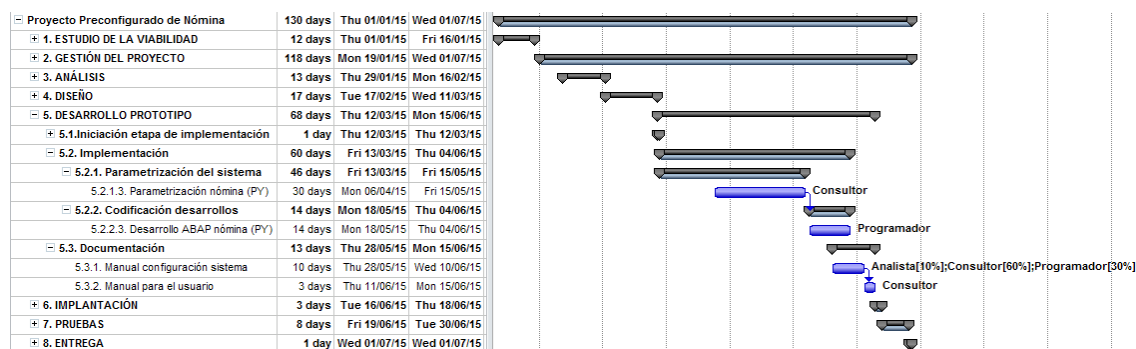 Proyecto Preconfigurado de Nómina 130 days Thu 01/01/15 Wed 01/07/15
1. ESTUDIO DE LA VIABILIDAD 12 days Thu 01/01/15 Fri 16/01/15
2. GESTIÓN DEL PROYECTO 118 days Mon 19/01/15 Wed 01/07/15
3. ANÁLISIS 13 days Thu 29/01/15 Mon 16/02/15
4. DISEÑO 17 days Tue 17/02/15 Wed 11/03/15
5. DESARROLLO PROTOTIPO 68 days Thu 12/03/15 Mon 15/06/15
5.1.Iniciación etapa de implementación 1 day Thu 12/03/15 Thu 12/03/15
5.2. Implementación 60 days Fri 13/03/15 Thu 04/06/15
5.2.1. Parametrización del sistema 46 days Fri 13/03/15 Fri 15/05/15
5.2.1.3. Parametrización nómina (PY) 30 days Mon 06/04/15 Fri 15/05/15 Consultor
5.2.2. Codificación desarrollos 14 days Mon 18/05/15 Thu 04/06/15
5.2.2.3. Desarrollo ABAP nómina (PY) 14 days Mon 18/05/15 Thu 04/06/15 Programador
5.3. Documentación 13 days Thu 28/05/15 Mon 15/06/15
5.3.1. Manual configuración sistema 10 days Thu 28/05/15 Wed 10/06/15 Analista[10%];Consultor[60%];Programador[30%]
5.3.2. Manual para el usuario 3 days Thu 11/06/15 Mon 15/06/15 Consultor
6. IMPLANTACIÓN 3 days Tue 16/06/15 Thu 18/06/15
7. PRUEBAS 8 days Fri 19/06/15 Tue 30/06/15
8. ENTREGA 1 day Wed 01/07/15 Wed 01/07/15